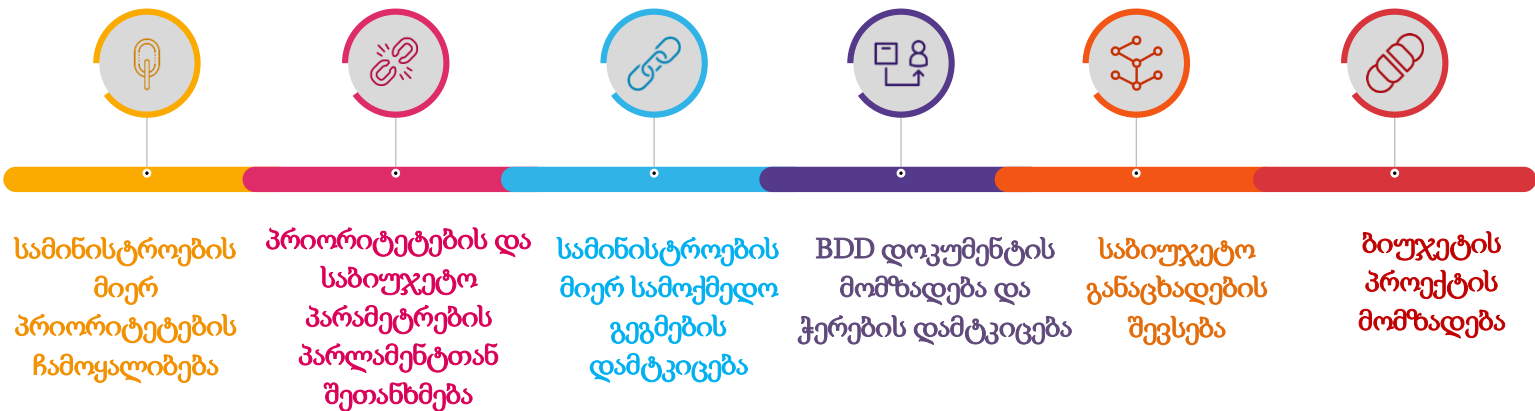 სამინისტროების
მიერ
პრიორიტეტების
ჩამოყალიბება
პრიორიტეტების და
საბიუჯეტო
პარამეტრების
პარლამენტთან
შეთანხმება
სამინისტროების
მიერ სამოქმედო
გეგმების
დამტკიცება
BDD დოკუმენტის
მომზადება და
ჭერების დამტკიცება
საბიუჯეტო
განაცხადების
შევსება
ბიუჯეტის
პროექტის
მომზადება